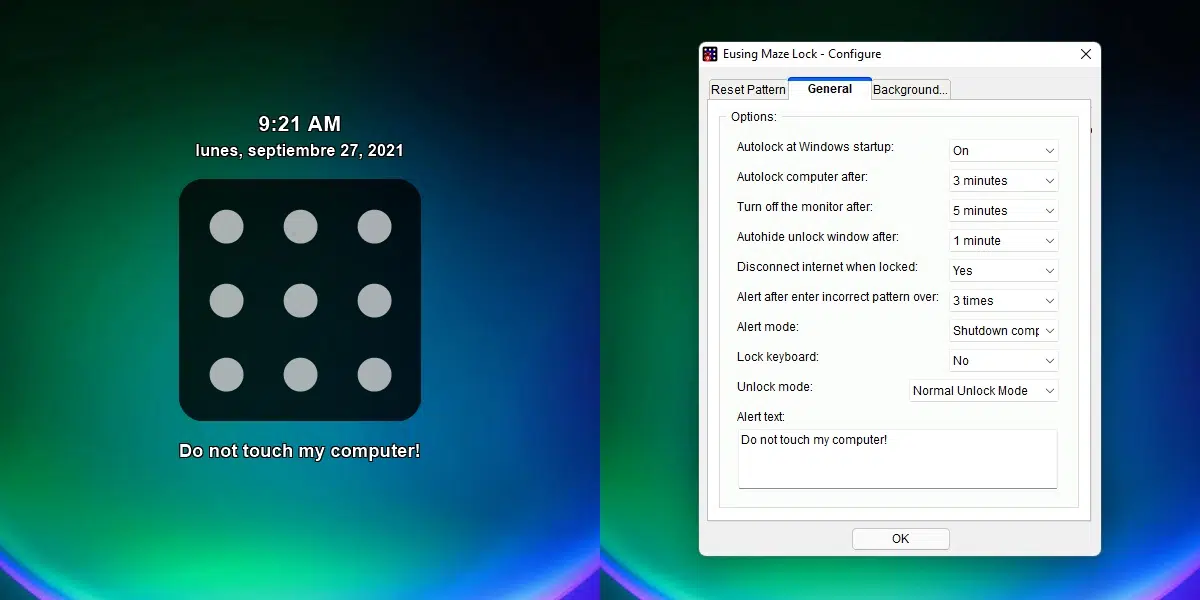 9:21 AM
lunes, septiembre 27, 2021
Do not touch my computer!
Eusing Maze Lock - Configure
Reset Pattern
General
Background...
Options:
Autolock at Windows startup: On
Autolock computer after: 3 minutes
Turn off the monitor after: 5 minutes
Autohide unlock window after: 1 minute
Disconnect internet when locked: Yes
Alert after enter incorrect pattern over: 3 times
Alert mode: Shutdown comp
Lock keyboard: No
Unlock mode: Normal Unlock Mode
Alert text:
Do not touch my computer!
OK